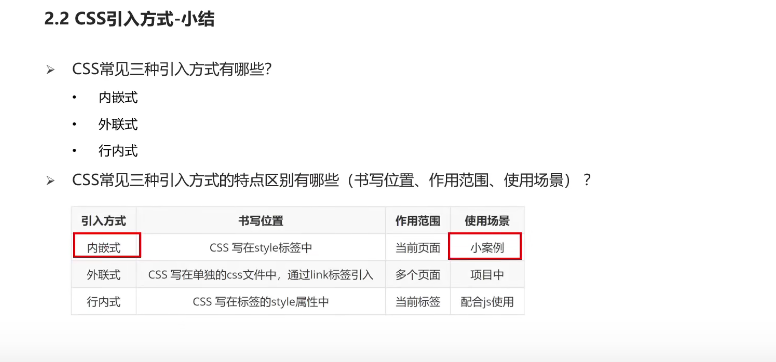 2.2 CSS引入方式-小结
CSS常见三种引入方式有哪些？
内嵌式
外联式
行内式
CSS常见三种引入方式的特点区别有哪些（书写位置、作用范围、使用场景）？
引入方式 书写位置 作用范围 使用场景
内嵌式 CSS 写在style标签中 当前页面 小案例
外联式 CSS 写在单独的css文件中，通过link标签引入 多个页面 项目中
行内式 CSS 写在标签的style属性中 当前标签 配合js使用